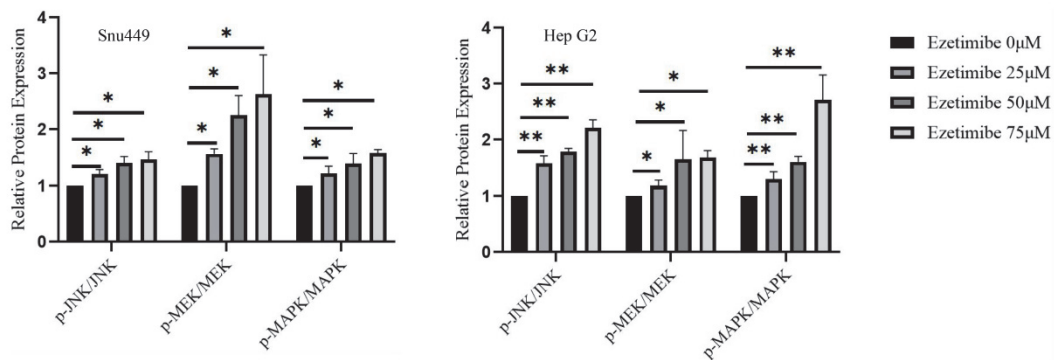 Snu449
Relative Protein Expression
4
3
2
1
0
* * *
* * *
* * *
p-JNK/JNK
p-MEK/MEK
p-MAPK/MAPK
Hep G2
Relative Protein Expression
4
3
2
1
0
** ** **
* * *
** ** **
p-JNK/JNK
p-MEK/MEK
p-MAPK/MAPK
Ezetimibe 0μM
Ezetimibe 25μM
Ezetimibe 50μM
Ezetimibe 75μM